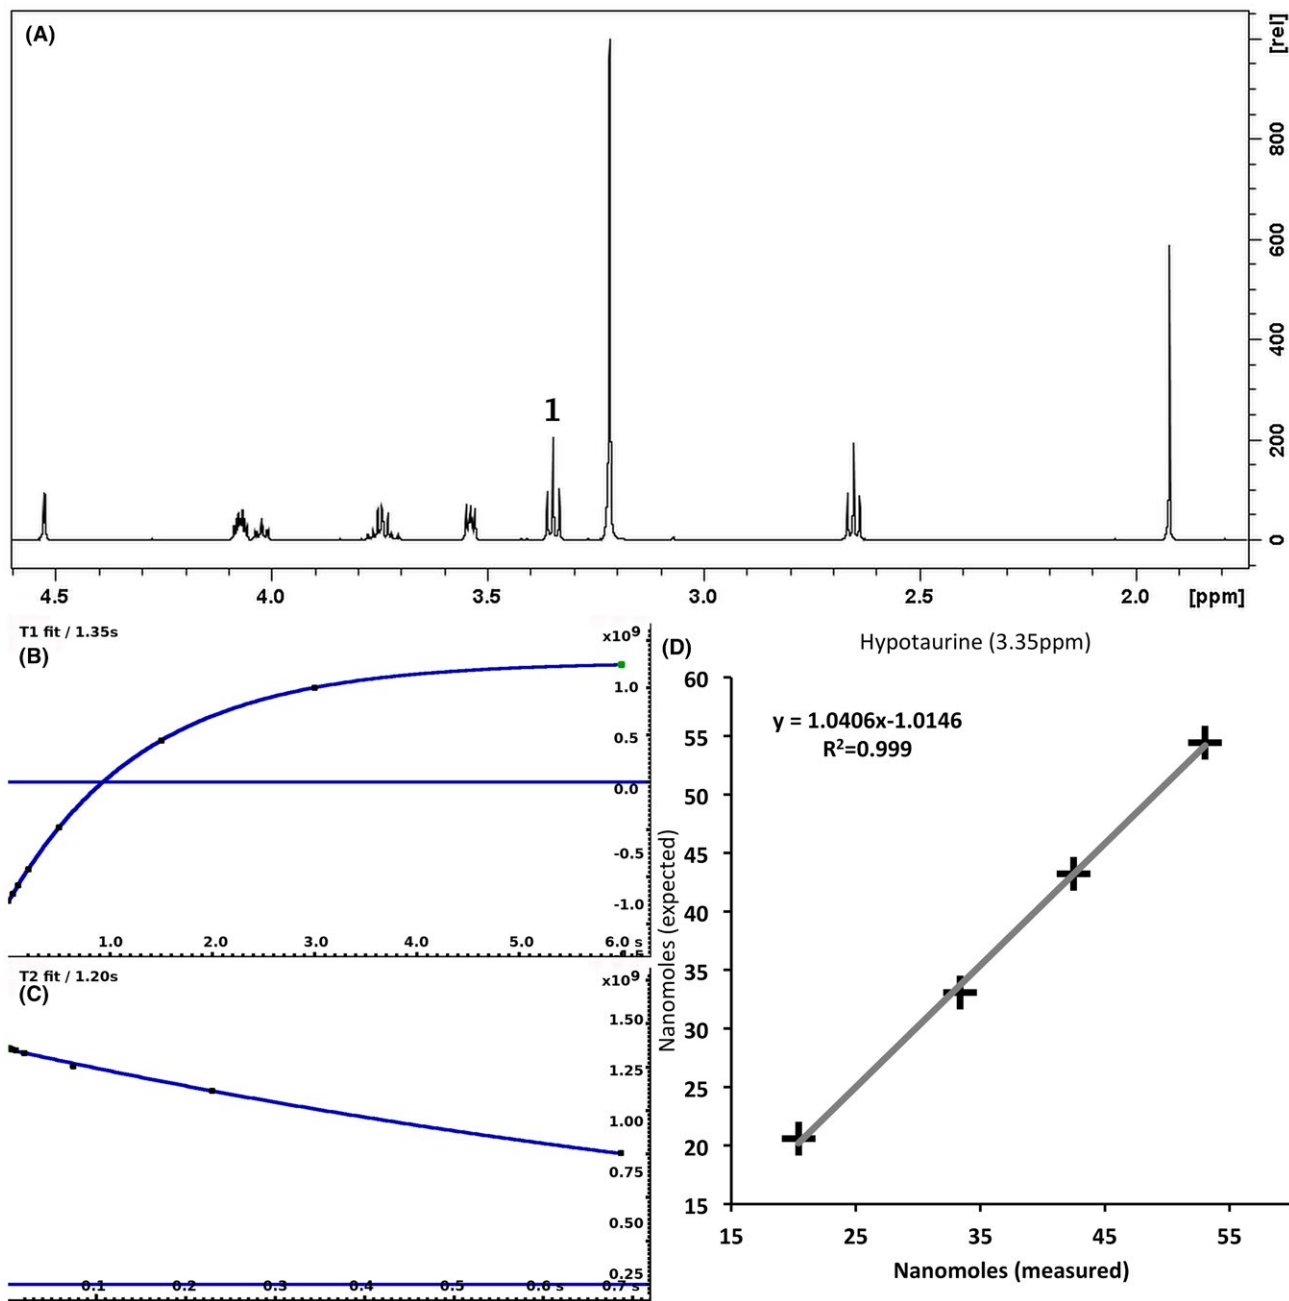 (A)
[rel]
800
600
400
200
0
1
4.5 4.0 3.5 3.0 2.5 2.0 [ppm]
T1 fit / 1.35s
(B)
x10⁹
1.0
0.5
0.0
-0.5
-1.0
1.0 2.0 3.0 4.0 5.0 6.0 s
T2 fit / 1.20s
(C)
x10⁹
1.50
1.25
1.00
0.75
0.50
0.25
0.1 0.2 0.3 0.4 0.5 0.6 s 0.7 s
(D)
Hypotaurine (3.35ppm)
y = 1.0406x-1.0146
R²=0.999
Nanomoles (expected)
60
55
50
45
40
35
30
25
20
15
15 25 35 45 55
Nanomoles (measured)